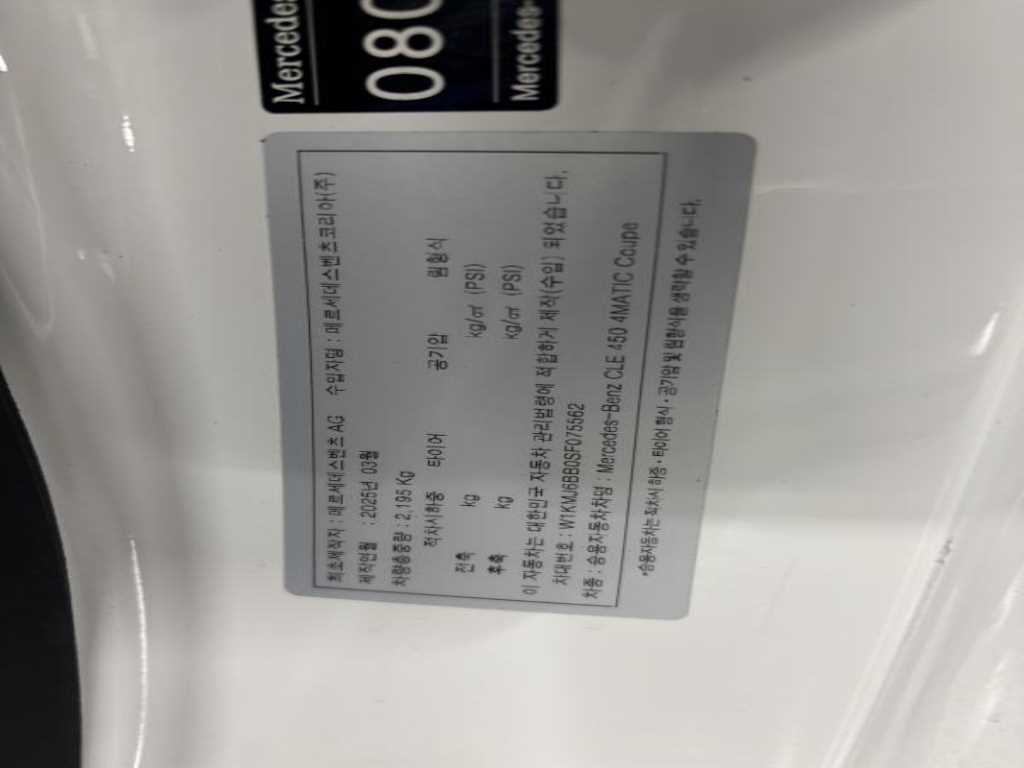 Mercedes
080
Mercedes-
최초제작자 : 메르세데스벤츠 AG 수입자명 : 메르세데스벤츠코리아(주)
제작연월 : 2025년 03월
차량총중량 : 2,195 Kg
적차시하중 타이어 공기압 림형식
전축 kg kg/㎠ (PSI)
후축 kg kg/㎠ (PSI)
이 자동차는 대한민국 자동차 관리법령에 적합하게 제작(수입) 되었습니다.
차대번호 : W1KMJ6BB0SF075562
차종 : 승용자동차차명 : Mercedes-Benz CLE 450 4MATIC Coupe
*승용자동차는 적차시 하중·타이어 형식·공기압 및 림형식을 생략할 수 있습니다.